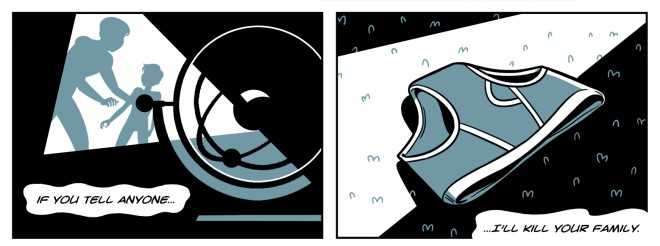 IF YOU TELL ANYONE...
...I'LL KILL YOUR FAMILY.